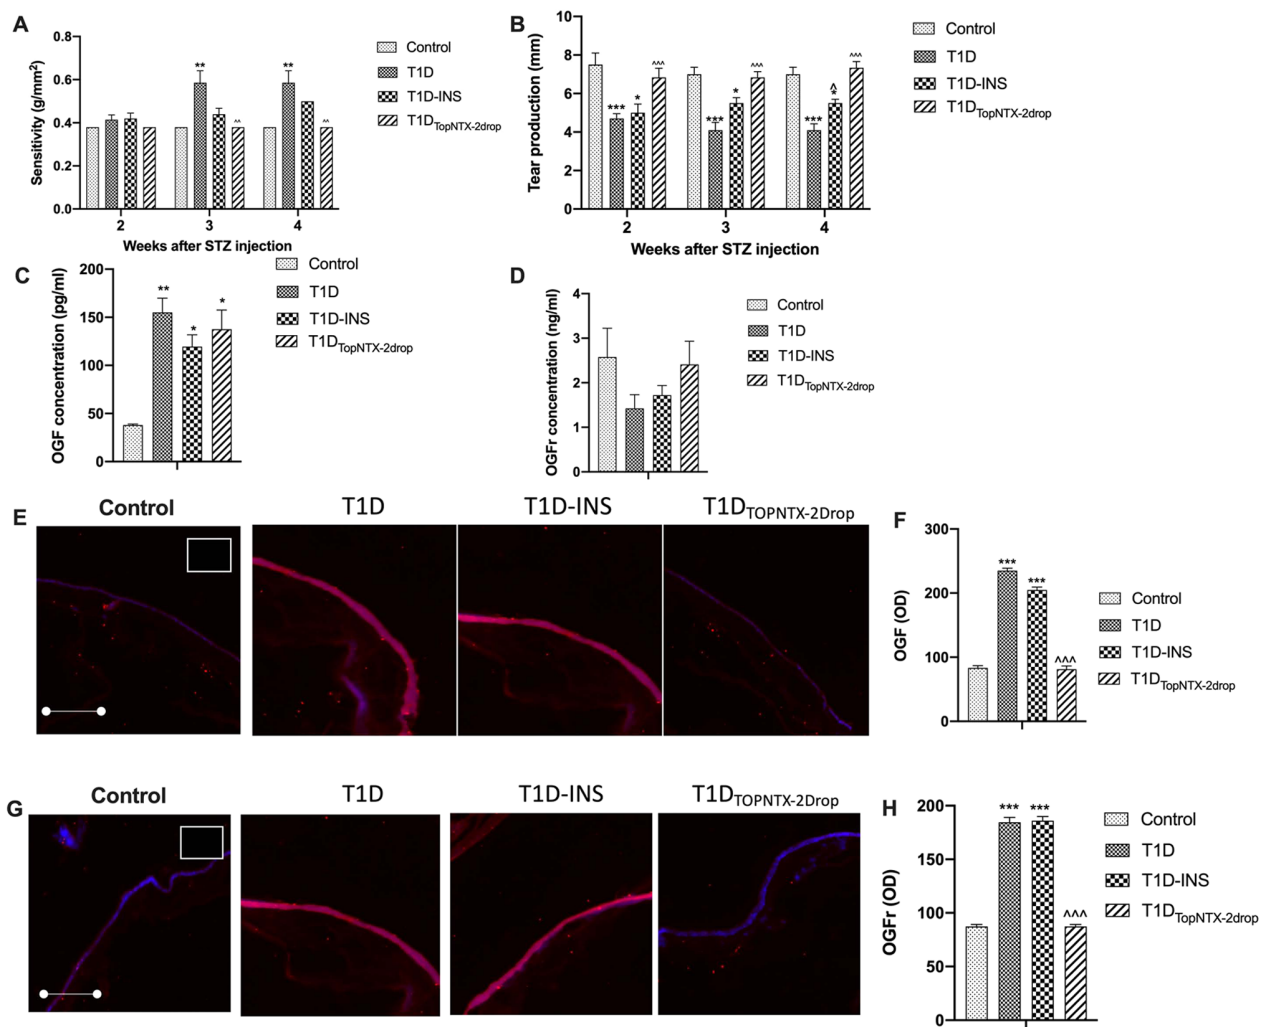 A
Sensitivity (g/mm²)
0.8
0.6
0.4
0.2
0.0
** **
^^ ^^
2 3 4
Weeks after STZ injection
Control
T1D
T1D-INS
T1DTopNTX-2drop
B
Tear production (mm)
10
8
6
4
2
0
*** * ^^^
*** * ^^^
*** ^ * ^^^
2 3 4
Weeks after STZ injection
Control
T1D
T1D-INS
T1DTopNTX-2drop
C
OGF concentration (pg/ml)
200
150
100
50
0
** * *
Control
T1D
T1D-INS
T1DTopNTX-2drop
D
OGFr concentration (ng/ml)
4
3
2
1
0
Control
T1D
T1D-INS
T1DTopNTX-2drop
E
Control T1D T1D-INS T1DTOPNTX-2Drop
F
OGF (OD)
300
200
100
0
*** *** ^^^
Control
T1D
T1D-INS
T1DTopNTX-2drop
G
Control T1D T1D-INS T1DTOPNTX-2Drop
H
OGFr (OD)
200
150
100
50
0
*** *** ^^^
Control
T1D
T1D-INS
T1DTopNTX-2drop